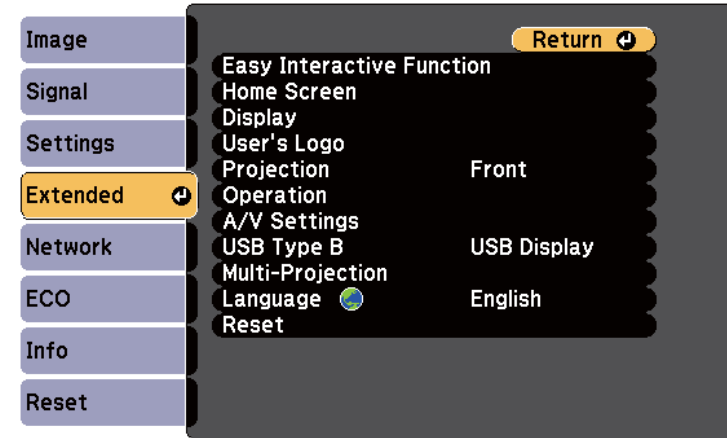 Image
Signal
Settings
Extended
Network
ECO
Info
Reset
Return
Easy Interactive Function
Home Screen
Display
User's Logo
Projection Front
Operation
A/V Settings
USB Type B USB Display
Multi-Projection
Language English
Reset